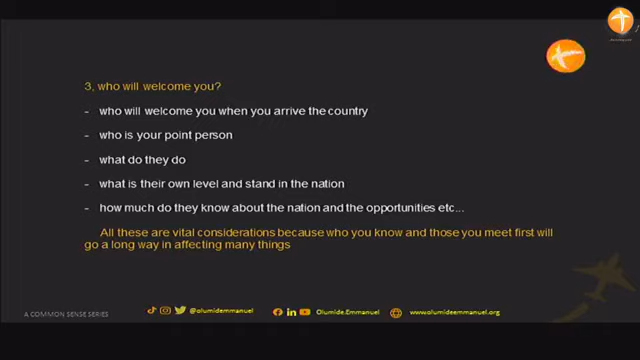 3, who will welcome you?
- who will welcome you when you arrive the country
- who is your point person
- what do they do
- what is their own level and stand in the nation
- how much do they know about the nation and the opportunities etc...
All these are vital considerations because who you know and those you meet first will
go a long way in affecting many things
A COMMON SENSE SERIES
@olumidemmanuel
Olumide.Emmanuel
www.olumideemmanuel.org